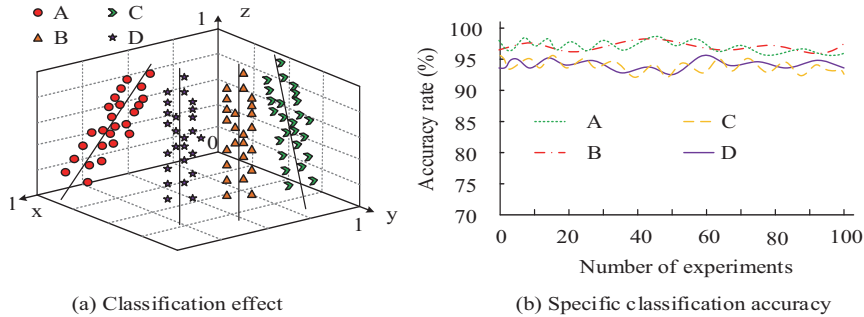 A C
B D
1 z
0
1 x
y
1
(a) Classification effect
Accuracy rate (%)
100
95
90
85
80
75
70
A C
B D
0 20 40 60 80 100
Number of experiments
(b) Specific classification accuracy